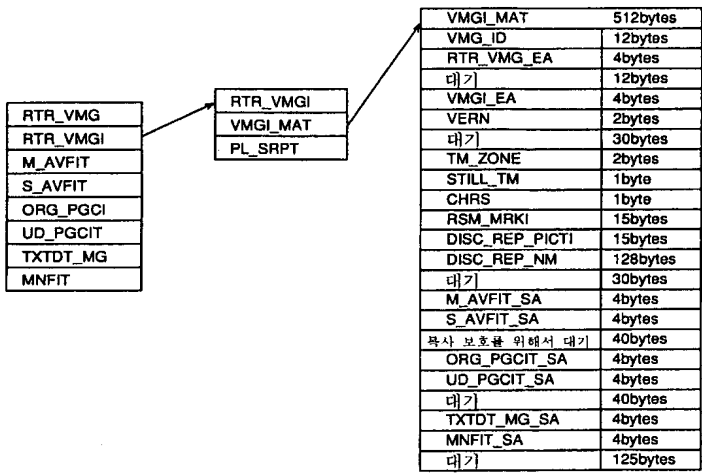 RTR_VMG
RTR_VMGI
M_AVFIT
S_AVFIT
ORG_PGCI
UD_PGCIT
TXTDT_MG
MNFIT
RTR_VMGI
VMGI_MAT
PL_SRPT
VMGI_MAT 512bytes
VMG_ID 12bytes
RTR_VMG_EA 4bytes
대기 12bytes
VMGI_EA 4bytes
VERN 2bytes
대기 30bytes
TM_ZONE 2bytes
STILL_TM 1byte
CHRS 1byte
RSM_MRKI 15bytes
DISC_REP_PICTI 15bytes
DISC_REP_NM 128bytes
대기 30bytes
M_AVFIT_SA 4bytes
S_AVFIT_SA 4bytes
복사 보호를 위해서 대기 40bytes
ORG_PGCIT_SA 4bytes
UD_PGCIT_SA 4bytes
대기 40bytes
TXTDT_MG_SA 4bytes
MNFIT_SA 4bytes
대기 125bytes